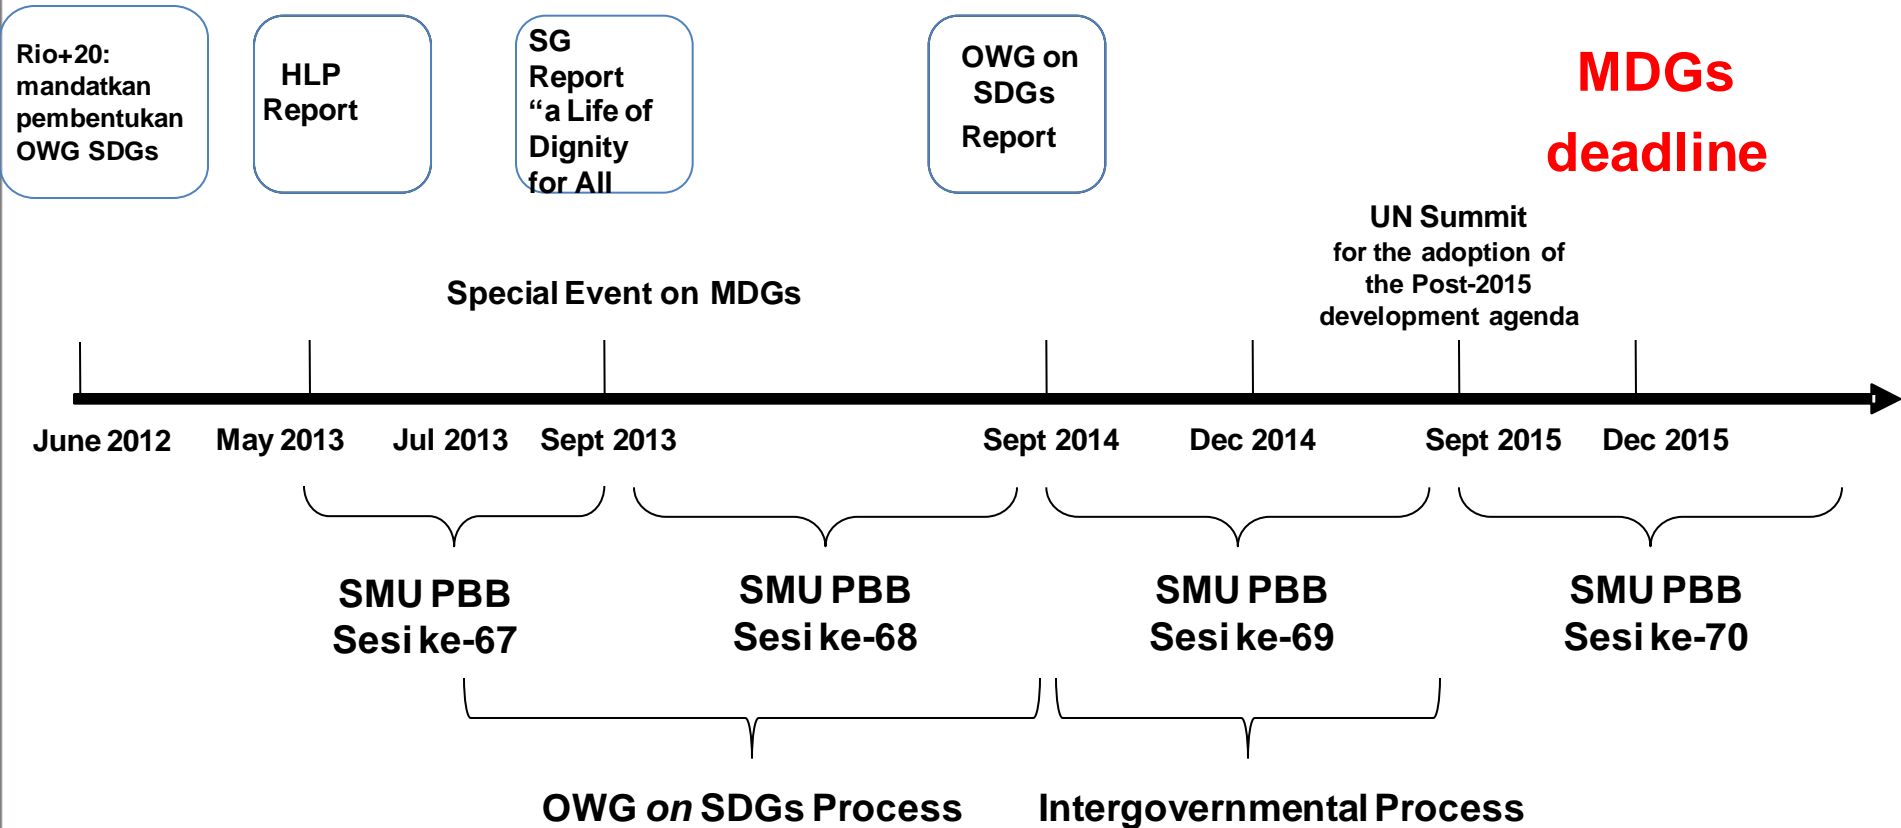 Rio+20:
mandatkan
pembentukan
OWG SDGs
HLP
Report
SG
Report
“a Life of
Dignity
for All
OWG on
SDGs
Report
MDGs
deadline
Special Event on MDGs
UN Summit
for the adoption of
the Post-2015
development agenda
June 2012 May 2013 Jul 2013 Sept 2013 Sept 2014 Dec 2014 Sept 2015 Dec 2015
SMU PBB
Sesi ke-67
SMU PBB
Sesi ke-68
SMU PBB
Sesi ke-69
SMU PBB
Sesi ke-70
OWG on SDGs Process
Intergovernmental Process